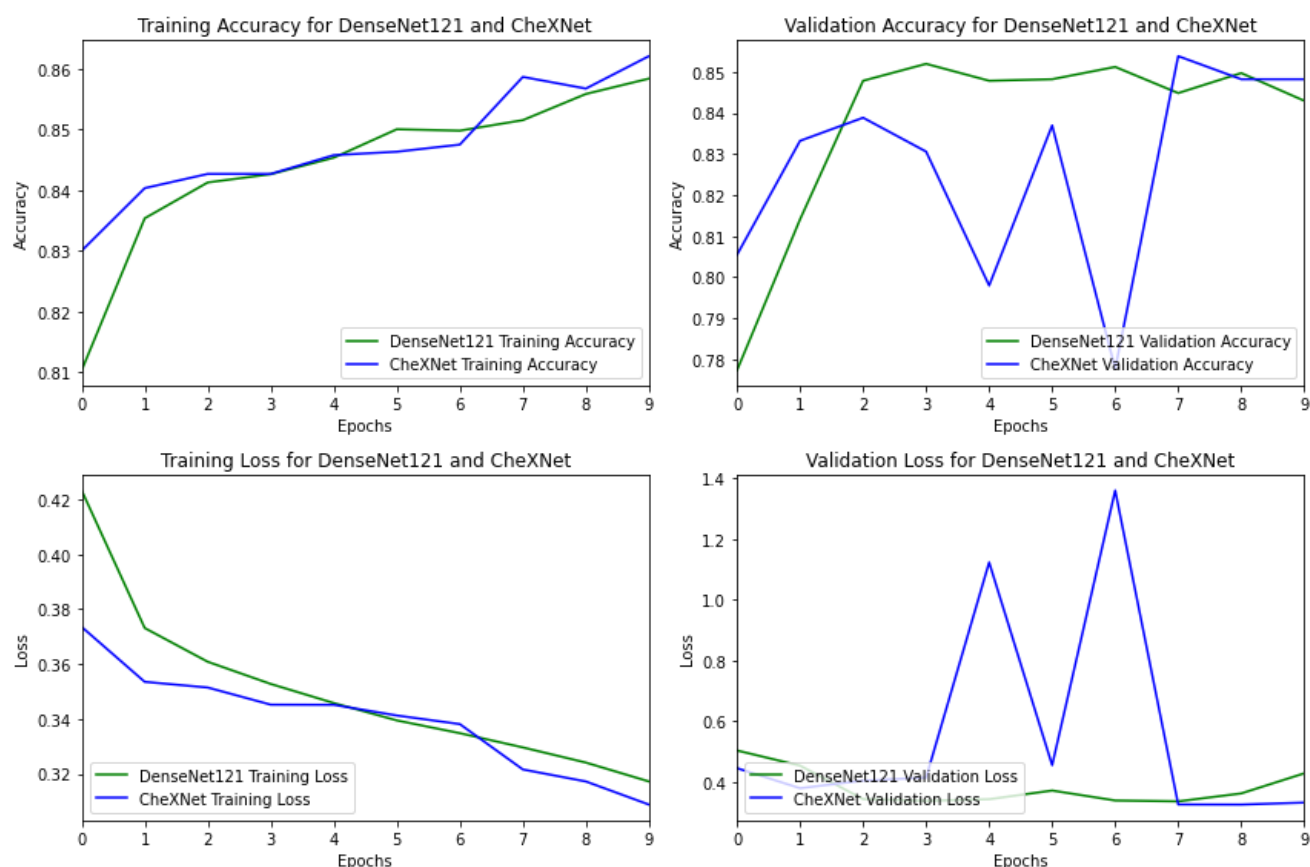 Training Accuracy for DenseNet121 and CheXNet
Accuracy
0.86
0.85
0.84
0.83
0.82
0.81
DenseNet121 Training Accuracy
CheXNet Training Accuracy
0 1 2 3 4 5 6 7 8 9
Epochs
Validation Accuracy for DenseNet121 and CheXNet
Accuracy
0.85
0.84
0.83
0.82
0.81
0.80
0.79
0.78
DenseNet121 Validation Accuracy
CheXNet Validation Accuracy
0 1 2 3 4 5 6 7 8 9
Epochs
Training Loss for DenseNet121 and CheXNet
Loss
0.42
0.40
0.38
0.36
0.34
0.32
DenseNet121 Training Loss
CheXNet Training Loss
0 1 2 3 4 5 6 7 8 9
Epochs
Validation Loss for DenseNet121 and CheXNet
Loss
1.4
1.2
1.0
0.8
0.6
0.4
DenseNet121 Validation Loss
CheXNet Validation Loss
0 1 2 3 4 5 6 7 8 9
Epochs